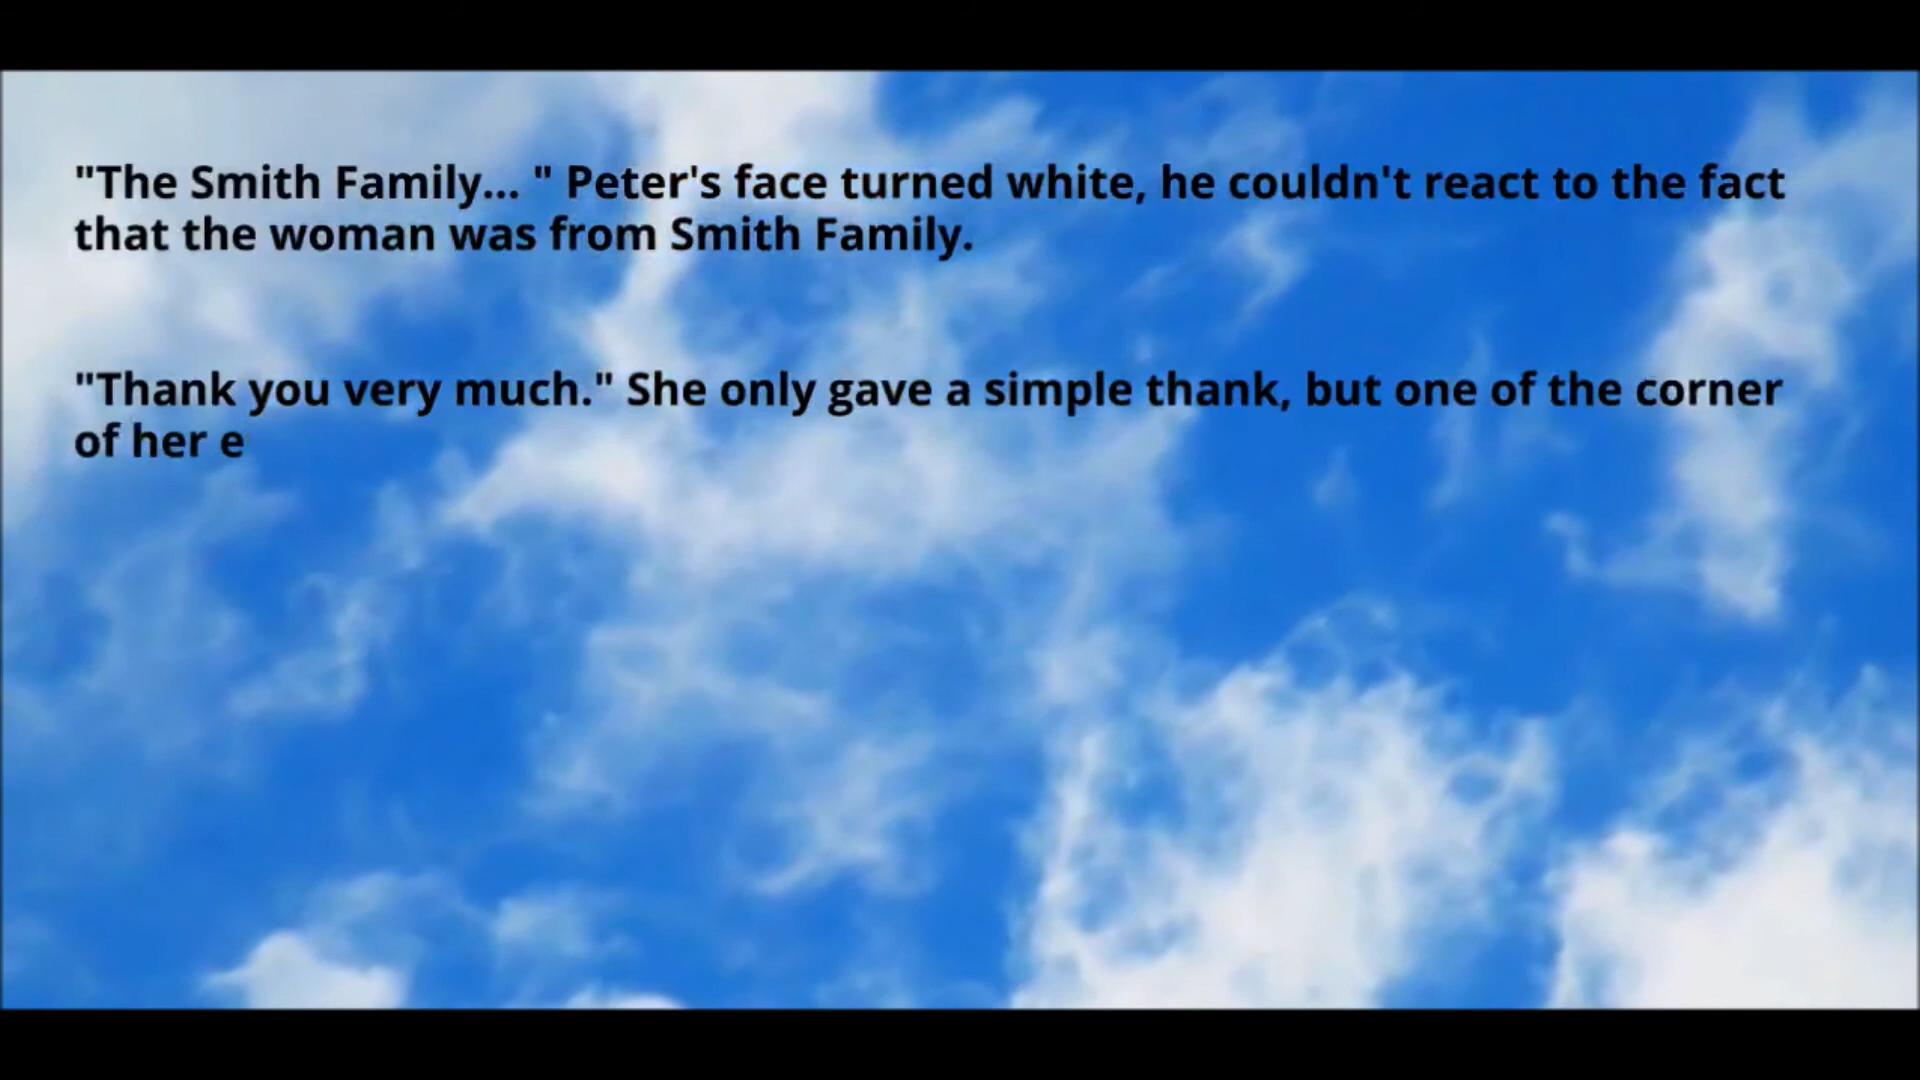 "The Smith Family... " Peter's face turned white, he couldn't react to the fact
that the woman was from Smith Family.
"Thank you very much." She only gave a simple thank, but one of the corner
of her e